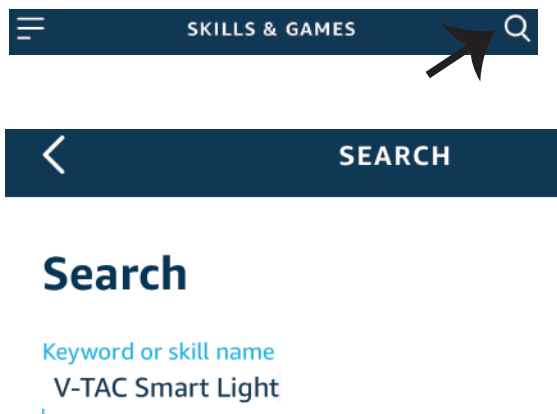 SKILLS & GAMES
SEARCH
Search
Keyword or skill name
V-TAC Smart Light